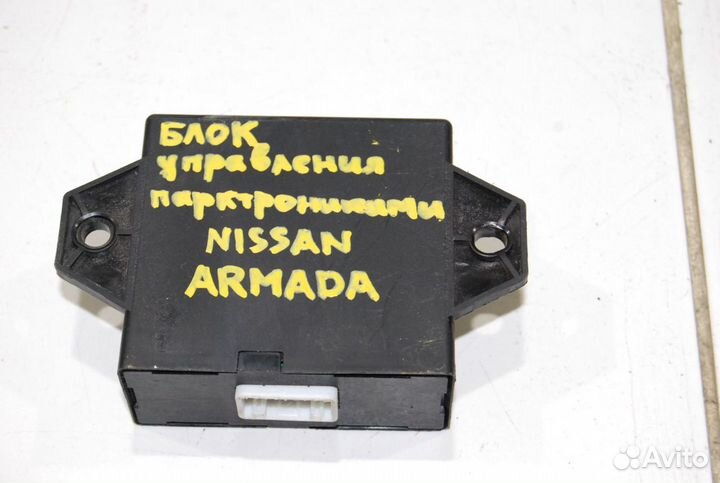 БЛОК
управления
парктрониками
NISSAN
ARMADA
Avito